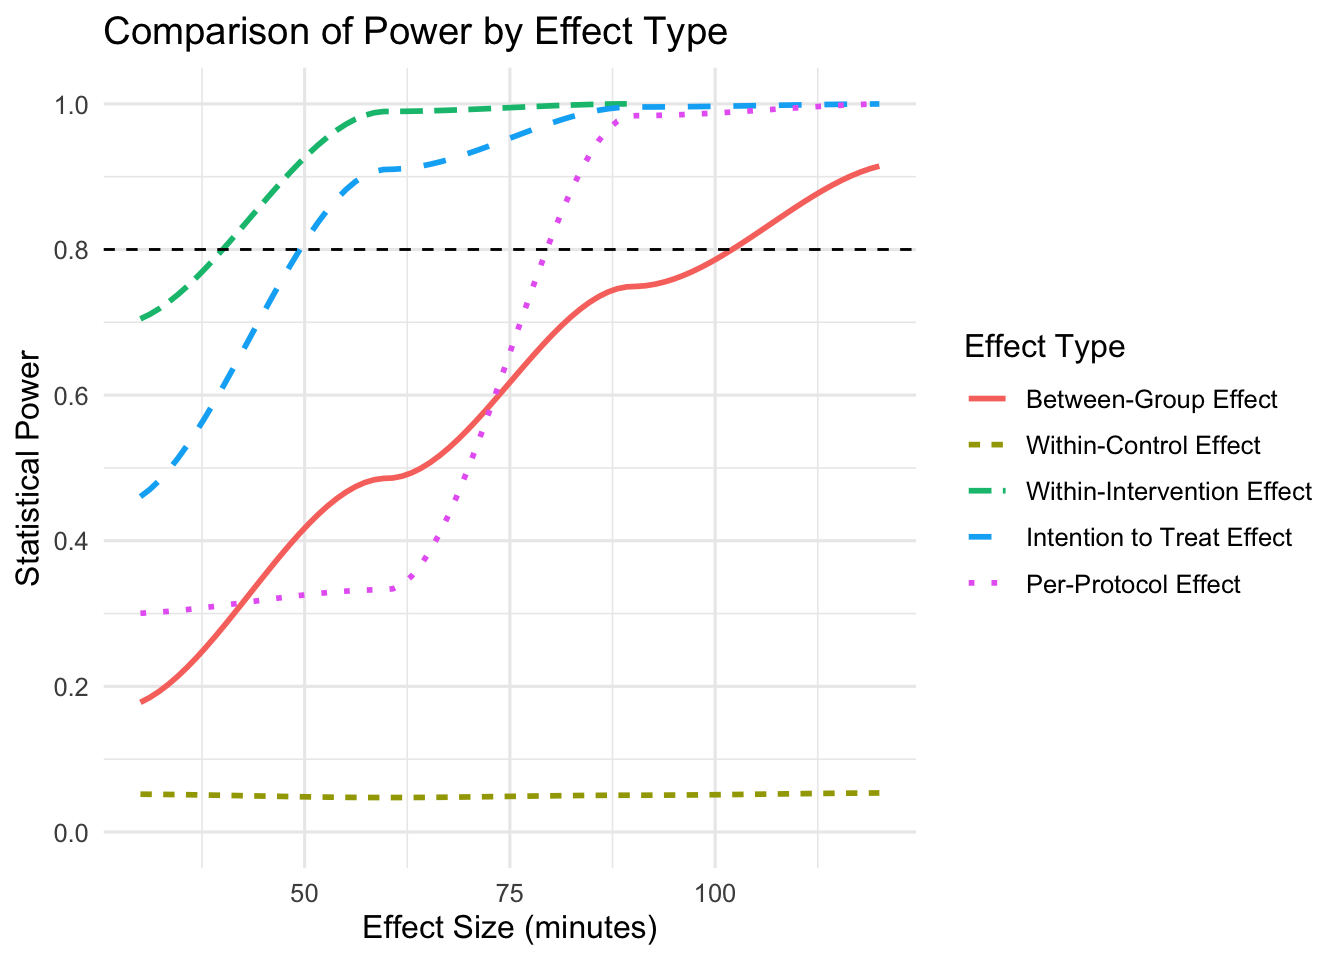 Comparison of Power by Effect Type
1.0
0.8
0.6
0.4
0.2
0.0
Statistical Power
50 75 100
Effect Size (minutes)
Effect Type
Between-Group Effect
Within-Control Effect
Within-Intervention Effect
Intention to Treat Effect
Per-Protocol Effect